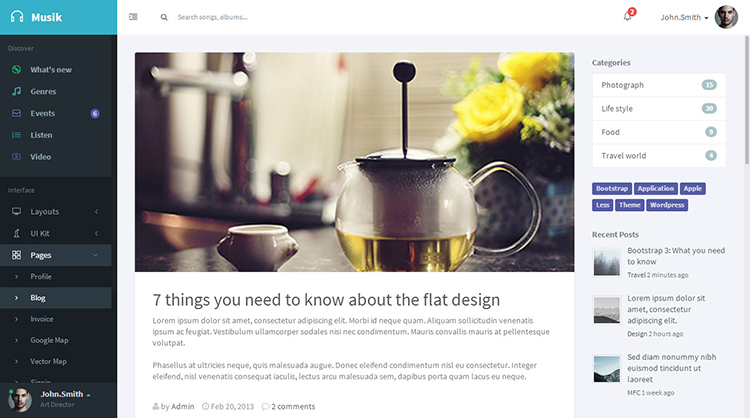 Musik
Search songs, albums...
2
John.Smith
Discover
What's new
Genres
Events
6
Listen
Video
Interface
Layouts
UI Kit
Pages
Profile
Blog
Invoice
Google Map
Vector Map
John.Smith
Art Director
7 things you need to know about the flat design
Lorem ipsum dolor sit amet, consectetur adipiscing elit. Morbi id neque quam. Aliquam sollicitudin venenatis
ipsum ac feugiat. Vestibulum ullamcorper sodales nisi nec condimentum. Mauris convallis mauris at pellentesque
volutpat.
Phasellus at ultricies neque, quis malesuada augue. Donec eleifend condimentum nisl eu consectetur. Integer
eleifend, nisl venenatis consequat iaculis, lectus arcu malesuada sem, dapibus porta quam lacus eu neque.
by Admin Feb 20, 2013 2 comments
Categories
Photograph 15
Life style 30
Food 9
Travel world 4
Bootstrap Application Apple
Less Theme Wordpress
Recent Posts
Bootstrap 3: What you need
to know
Travel 2 minutes ago
Lorem ipsum dolor sit
amet, consectetur
adipiscing elit.
Design 2 hours ago
Sed diam nonummy nibh
euismod tincidunt ut
laoreet
MFC 1 week ago